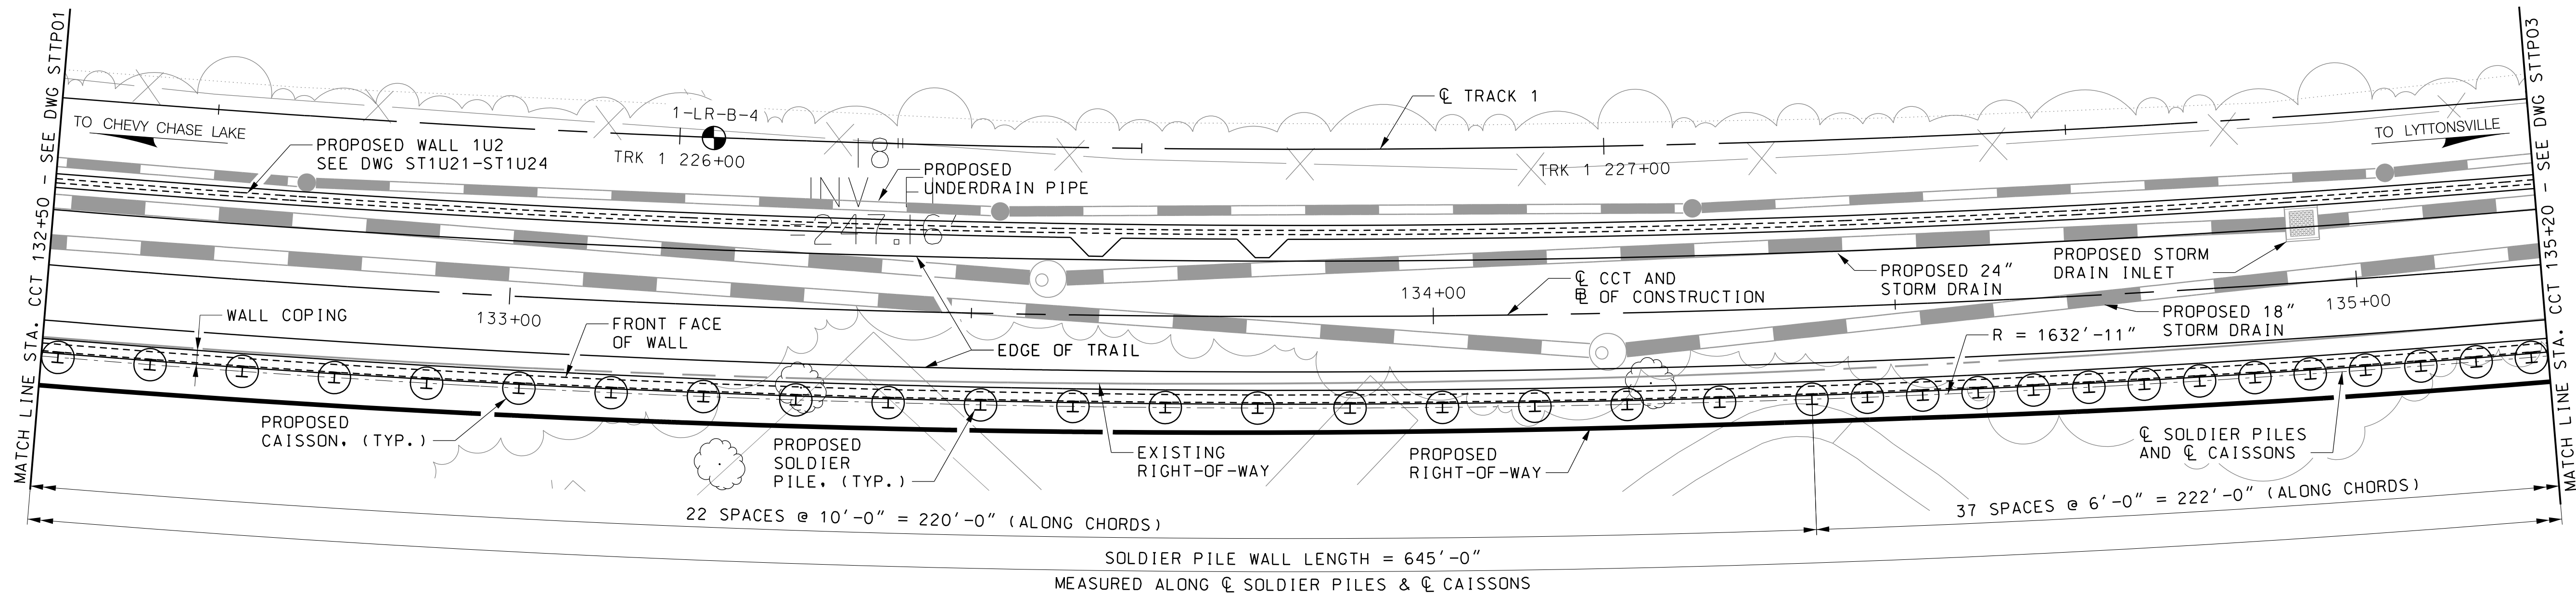 MATCH LINE STA. CCT 132+50 - SEE DWG STTP01
TO CHEVY CHASE LAKE
PROPOSED WALL 1U2
SEE DWG ST1U21-ST1U24
1-LR-B-4
TRK 1 226+00
18"
INV EL
=247.16'
PROPOSED
UNDERDRAIN PIPE
℄ TRACK 1
TRK 1 227+00
TO LYTTONSVILLE
MATCH LINE STA. CCT 135+20 - SEE DWG STTP03
WALL COPING
133+00
FRONT FACE
OF WALL
EDGE OF TRAIL
134+00
℄ CCT AND
B OF CONSTRUCTION
PROPOSED 24"
STORM DRAIN
PROPOSED STORM
DRAIN INLET
135+00
PROPOSED 18"
STORM DRAIN
R = 1632'-11"
PROPOSED
CAISSON, (TYP.)
PROPOSED
SOLDIER
PILE, (TYP.)
EXISTING
RIGHT-OF-WAY
PROPOSED
RIGHT-OF-WAY
℄ SOLDIER PILES
AND ℄ CAISSONS
22 SPACES @ 10'-0" = 220'-0" (ALONG CHORDS)
37 SPACES @ 6'-0" = 222'-0" (ALONG CHORDS)
SOLDIER PILE WALL LENGTH = 645'-0"
MEASURED ALONG ℄ SOLDIER PILES & ℄ CAISSONS